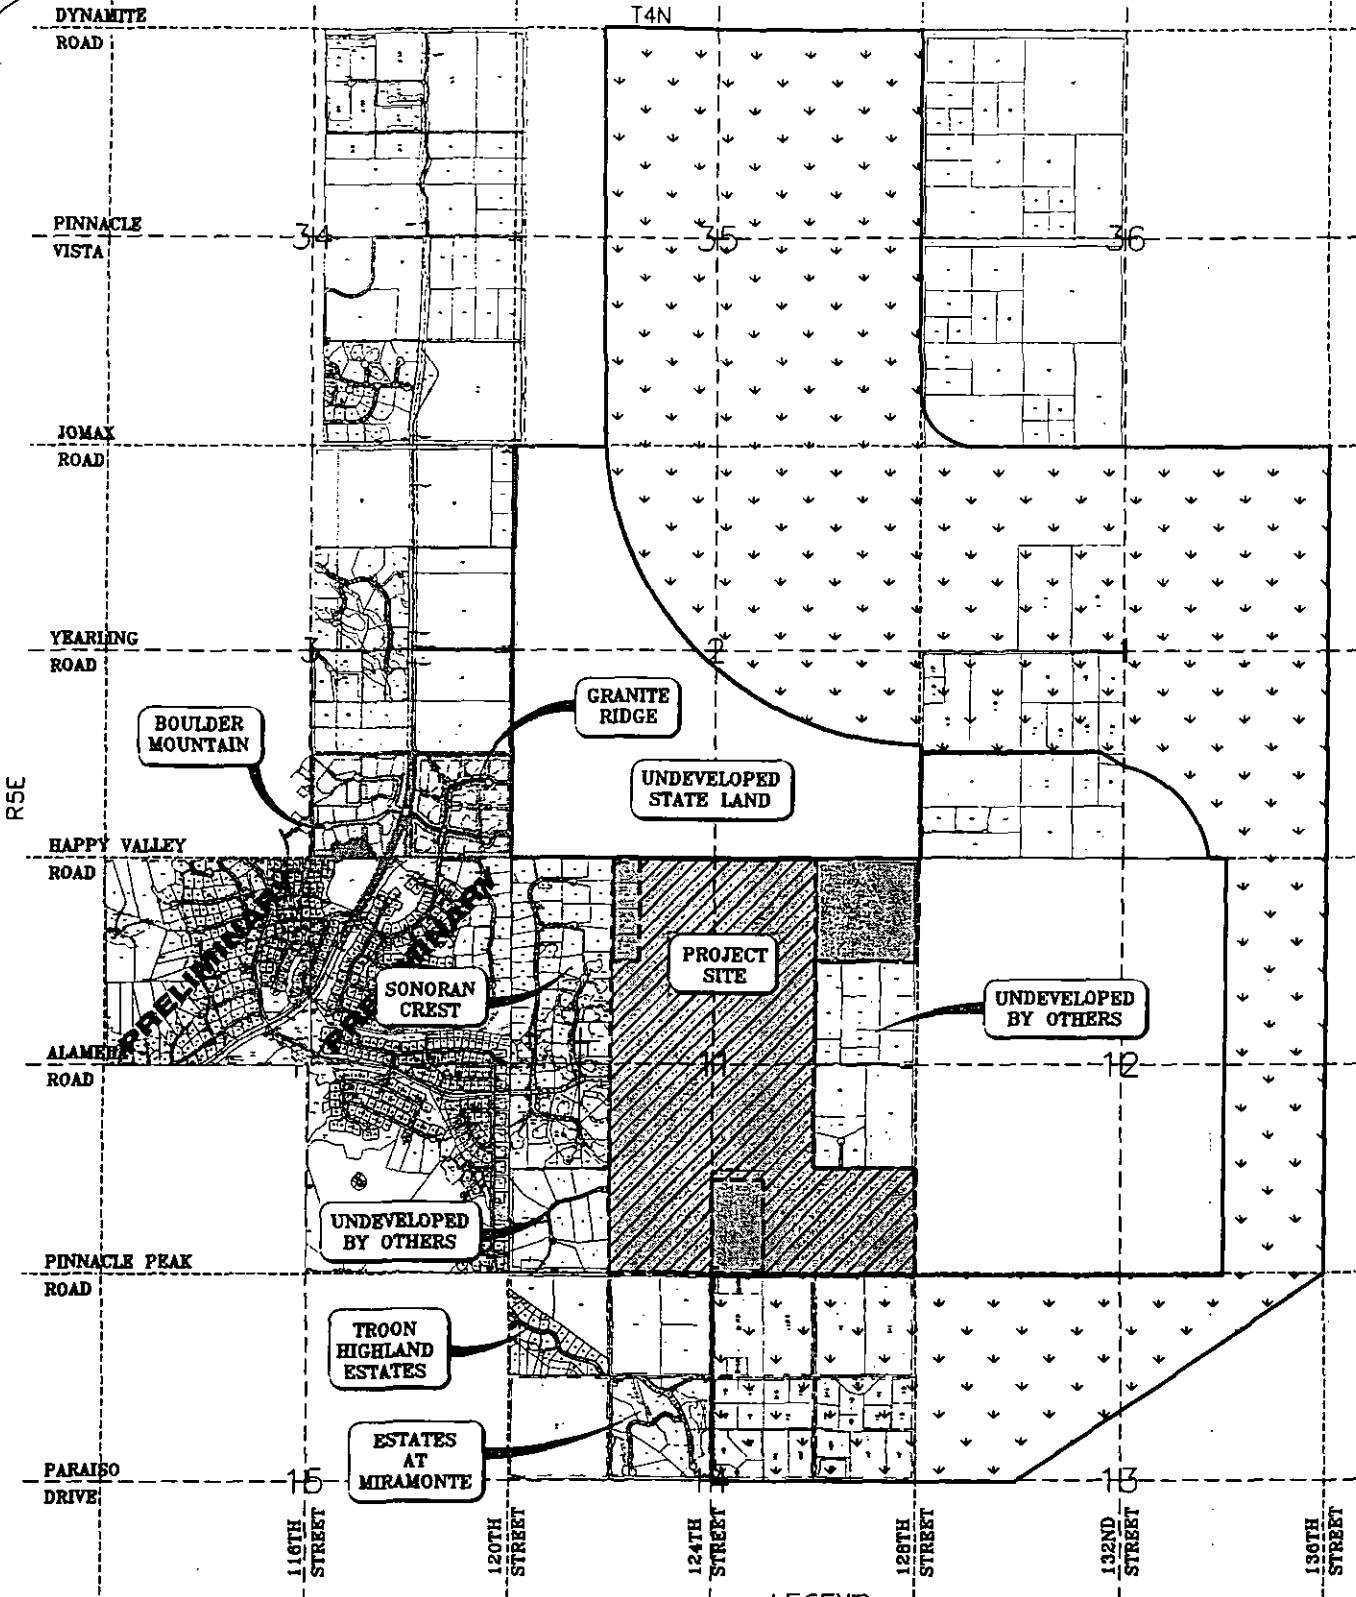 DYNAMITE
ROAD
T4N
PINNACLE
VISTA
34
35
36
JOMAX
ROAD
YEARLING
ROAD
3
2
1
GRANITE
RIDGE
BOULDER
MOUNTAIN
UNDEVELOPED
STATE LAND
R5E
HAPPY VALLEY
ROAD
PRELIMINARY
PROJECT
SITE
SONORAN
CREST
UNDEVELOPED
BY OTHERS
ROAD
11
12
UNDEVELOPED
BY OTHERS
PINNACLE PEAK
ROAD
TROON
HIGHLAND
ESTATES
ESTATES
AT
MIRAMONTE
PARAISO
DRIVE
15
14
13
116TH
STREET
120TH
STREET
124TH
STREET
128TH
STREET
132ND
STREET
136TH
STREET
LEGEND